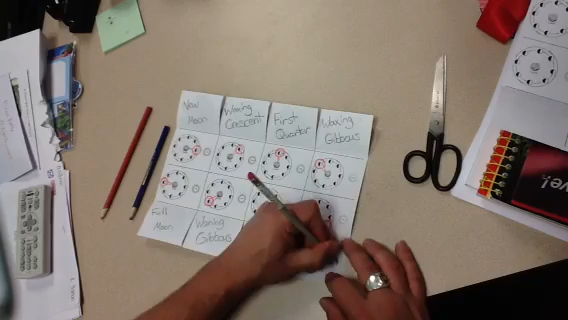 New
Moon
Waxing
Crescent
First
Quarter
Waxing
Gibbous
Full
Moon
Waning
Gibbous